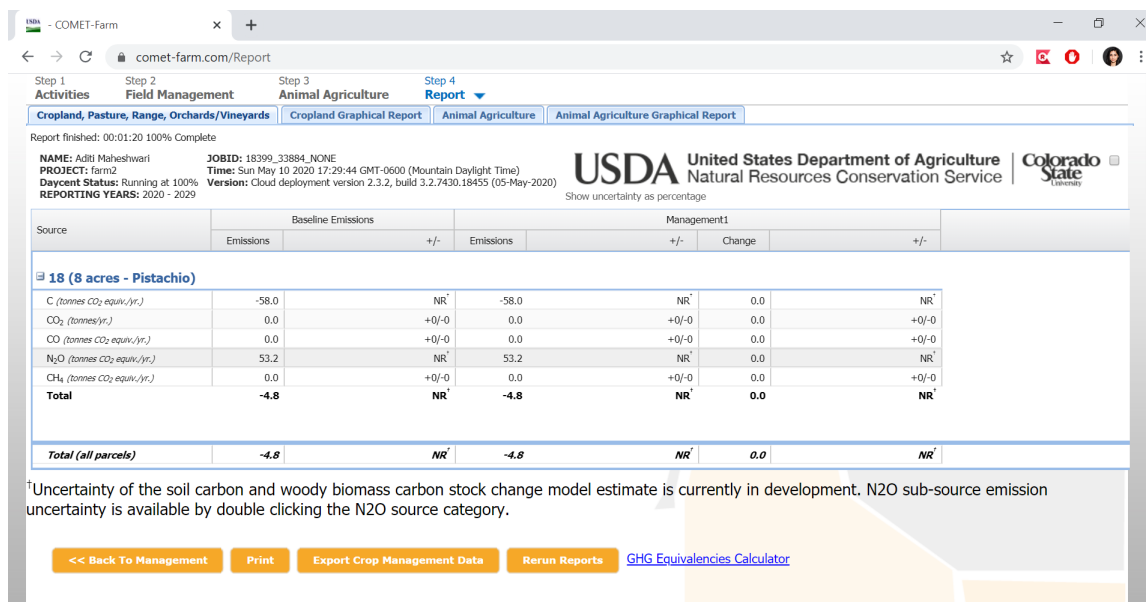 USDA - COMET-Farm
comet-farm.com/Report
Step 1 Step 2 Step 3 Step 4
Activities Field Management Animal Agriculture Report
Cropland, Pasture, Range, Orchards/Vineyards Cropland Graphical Report Animal Agriculture Animal Agriculture Graphical Report
Report finished: 00:01:20 100% Complete
NAME: Aditi Maheshwari JOBID: 18399_33884_NONE
PROJECT: farm2 Time: Sun May 10 2020 17:29:44 GMT-0600 (Mountain Daylight Time)
Daycent Status: Running at 100% Version: Cloud deployment version 2.3.2, build 3.2.7430.18455 (05-May-2020)
REPORTING YEARS: 2020 - 2029
USDA United States Department of Agriculture
Natural Resources Conservation Service
Colorado
State
University
Show uncertainty as percentage
Source Baseline Emissions Management1
Emissions +/- Emissions +/- Change +/-
18 (8 acres - Pistachio)
C (tonnes CO₂ equiv./yr.) -58.0 NR† -58.0 NR† 0.0 NR†
CO₂ (tonnes/yr.) 0.0 +0/-0 0.0 +0/-0 0.0 +0/-0
CO (tonnes CO₂ equiv./yr.) 0.0 +0/-0 0.0 +0/-0 0.0 +0/-0
N₂O (tonnes CO₂ equiv./yr.) 53.2 NR† 53.2 NR† 0.0 NR†
CH₄ (tonnes CO₂ equiv./yr.) 0.0 +0/-0 0.0 +0/-0 0.0 +0/-0
Total -4.8 NR† -4.8 NR† 0.0 NR†
Total (all parcels) -4.8 NR† -4.8 NR† 0.0 NR†
†Uncertainty of the soil carbon and woody biomass carbon stock change model estimate is currently in development. N2O sub-source emission
uncertainty is available by double clicking the N2O source category.
<< Back To Management Print Export Crop Management Data Rerun Reports GHG Equivalencies Calculator